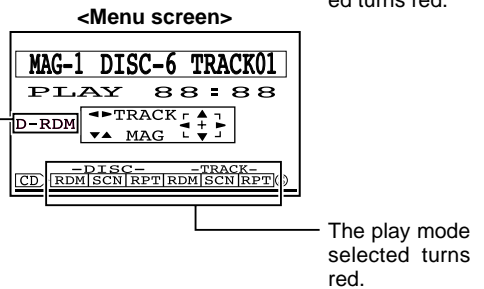 ed turns red.
<Menu screen>
MAG-1 DISC-6 TRACK01
PLAY 88:88
D-RDM
◄►TRACK
▼▲ MAG
-DISC- -TRACK-
CD RDM SCN RPT RDM SCN RPT
The play mode
selected turns
red.